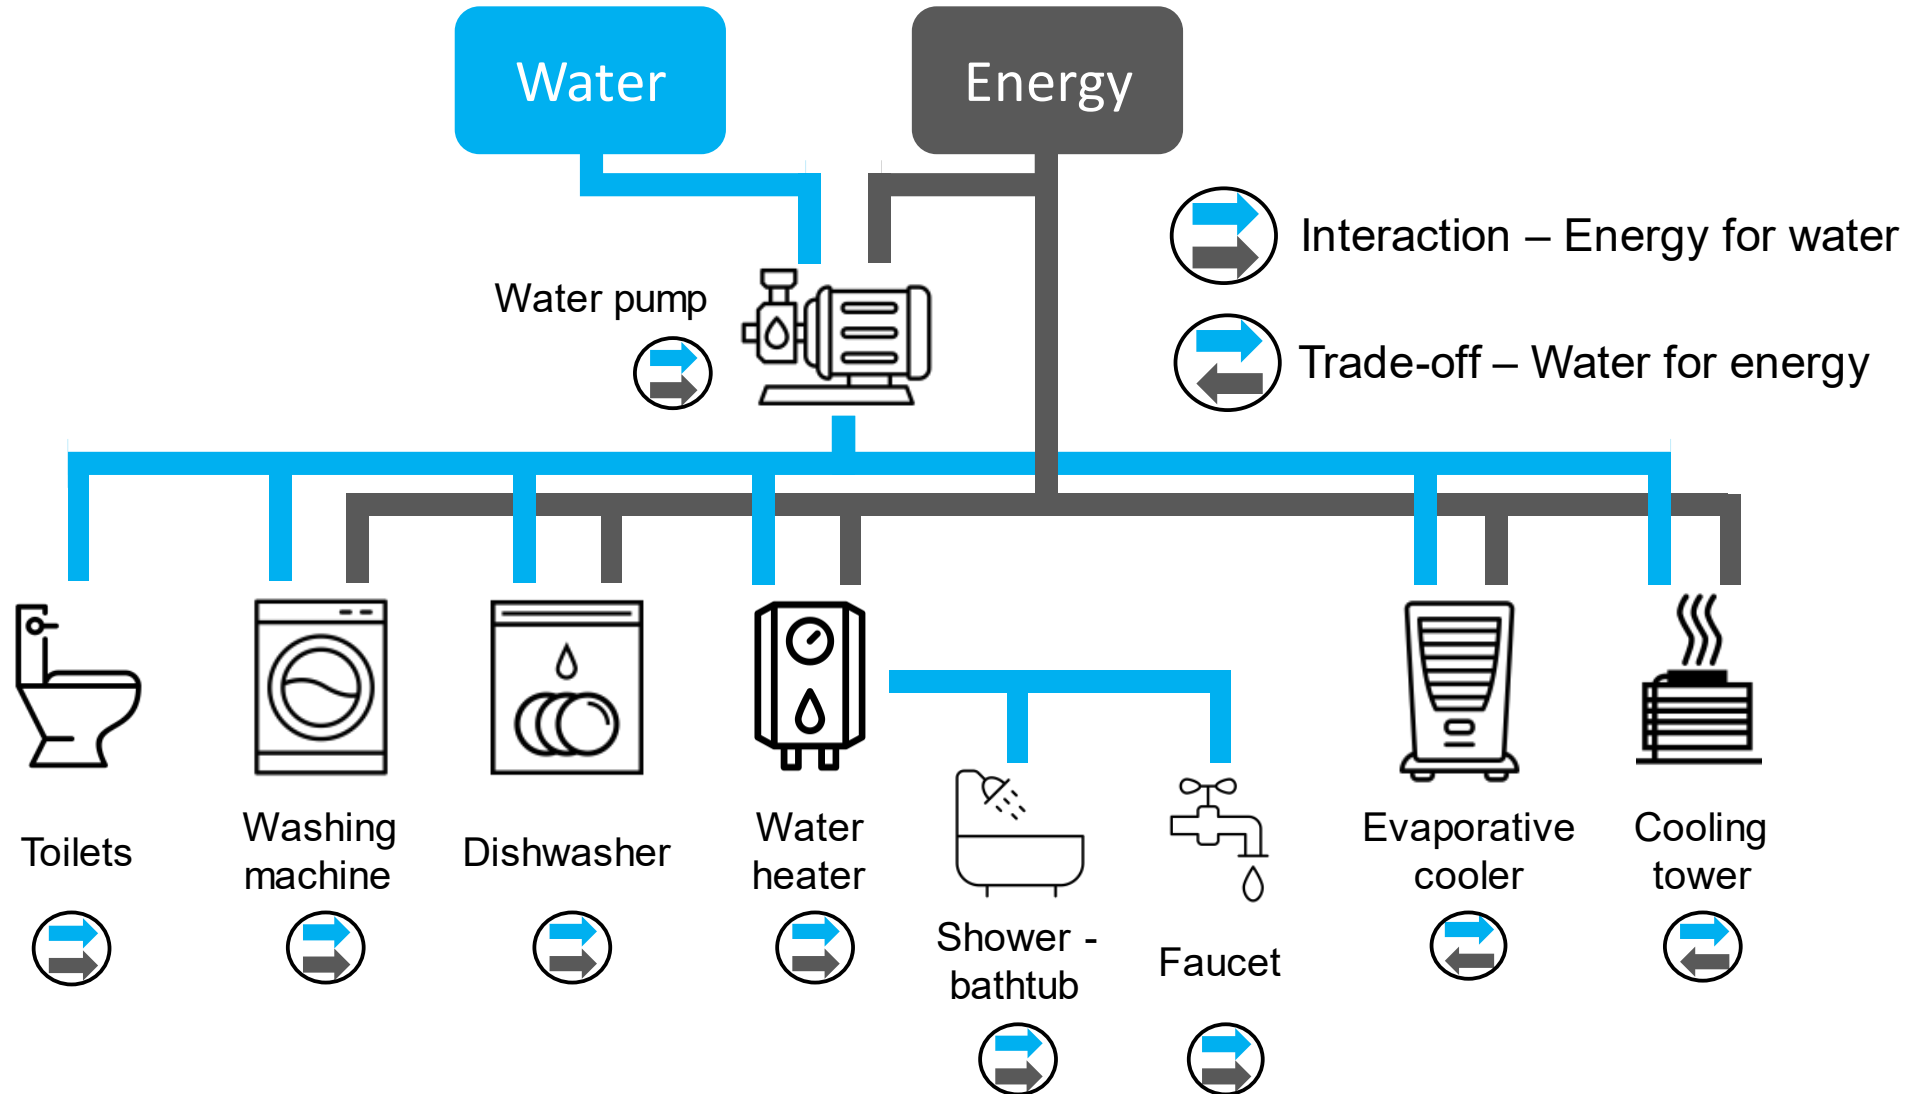 Water
Energy
Interaction – Energy for water
Water pump
Trade-off – Water for energy
Toilets
Washing
machine
Dishwasher
Water
heater
Shower -
bathtub
Faucet
Evaporative
cooler
Cooling
tower